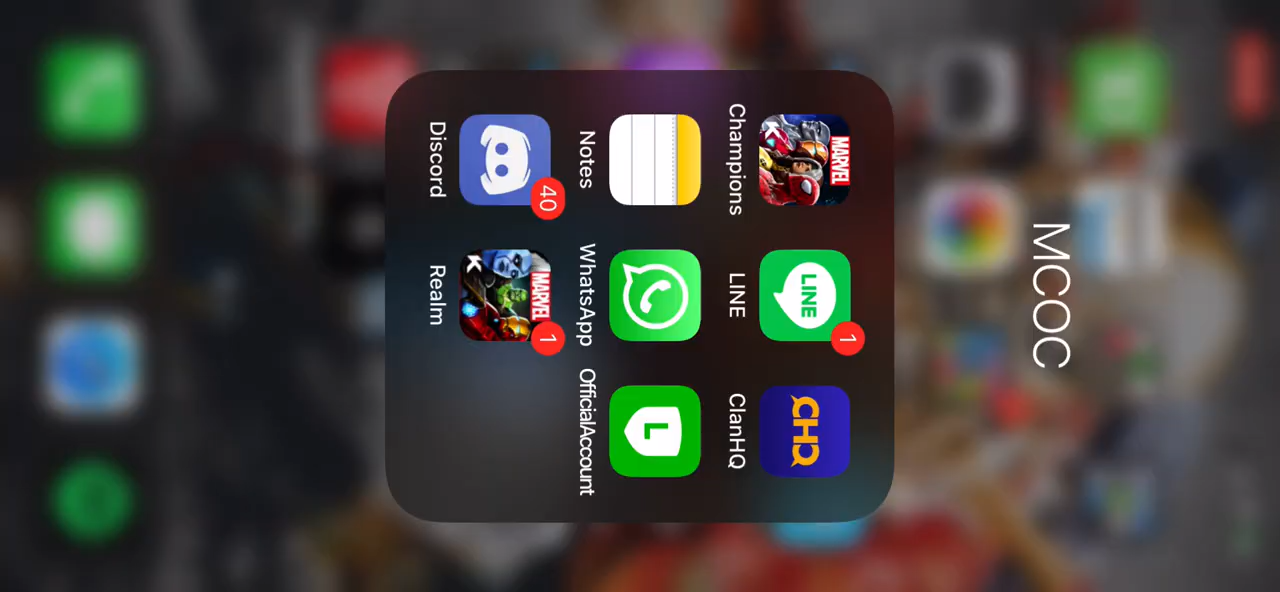 MCOC
MARVEL
Champions
LINE
1
LINE
CHQ
ClanHQ
Notes
WhatsApp
L
OfficialAccount
40
Discord
MARVEL
1
Realm